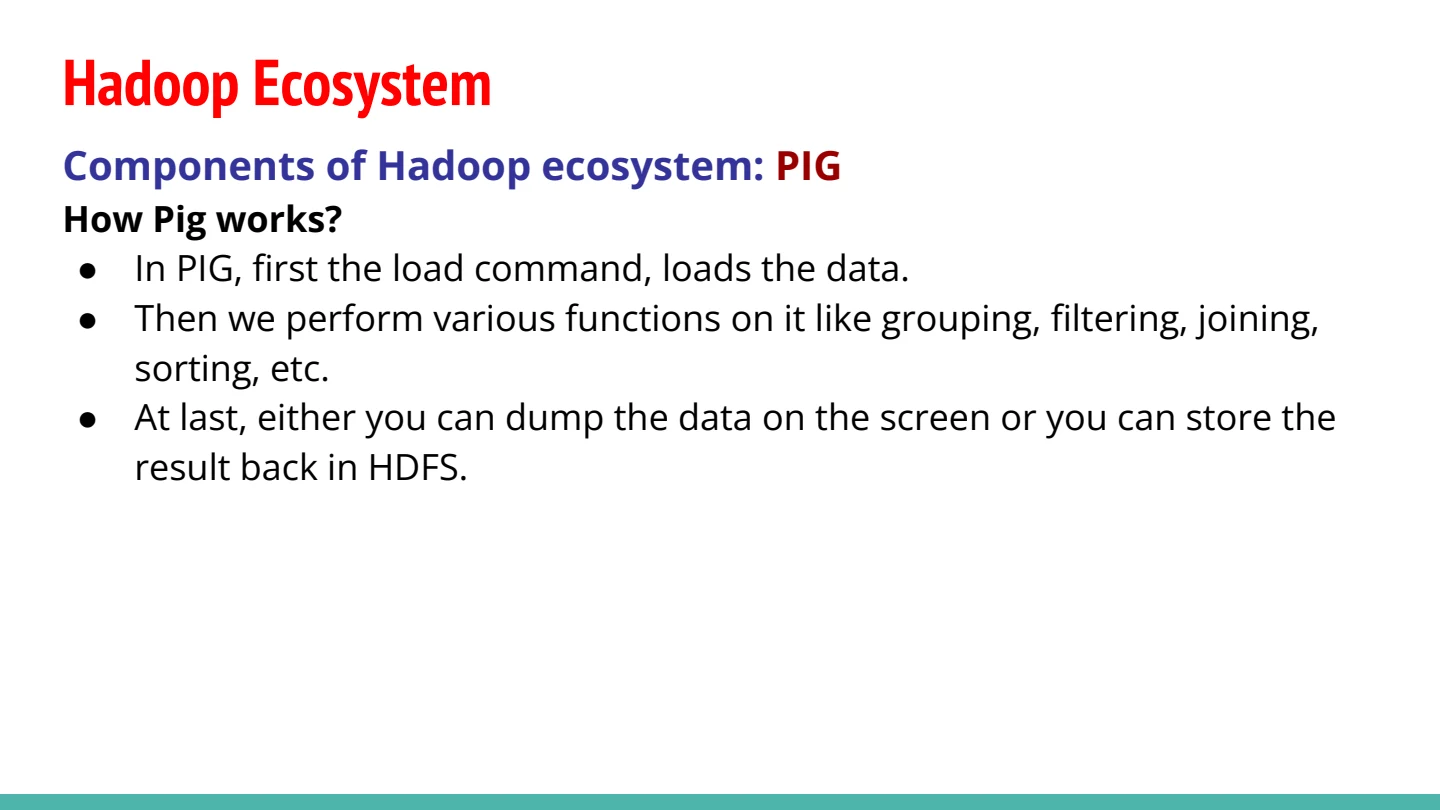 Hadoop Ecosystem
Components of Hadoop ecosystem: PIG
How Pig works?
● In PIG, first the load command, loads the data.
● Then we perform various functions on it like grouping, filtering, joining,
sorting, etc.
● At last, either you can dump the data on the screen or you can store the
result back in HDFS.